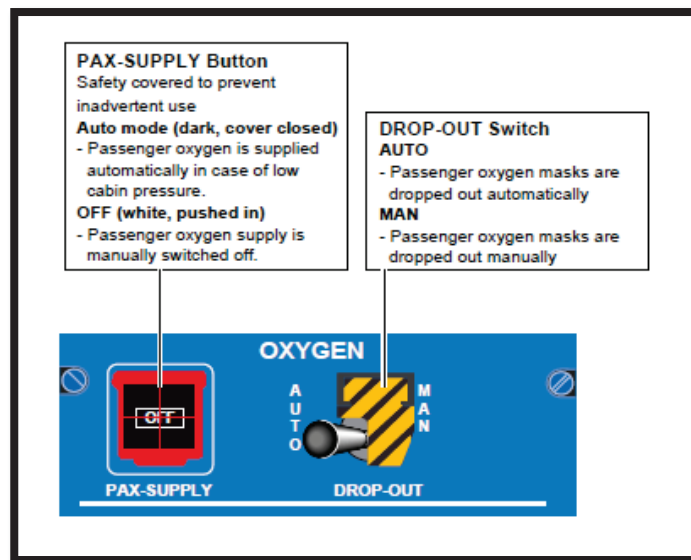 PAX-SUPPLY Button
Safety covered to prevent
inadvertent use
Auto mode (dark, cover closed)
- Passenger oxygen is supplied
automatically in case of low
cabin pressure.
OFF (white, pushed in)
- Passenger oxygen supply is
manually switched off.
DROP-OUT Switch
AUTO
- Passenger oxygen masks are
dropped out automatically
MAN
- Passenger oxygen masks are
dropped out manually
OXYGEN
OFF
AUTO
MAN
PAX-SUPPLY
DROP-OUT